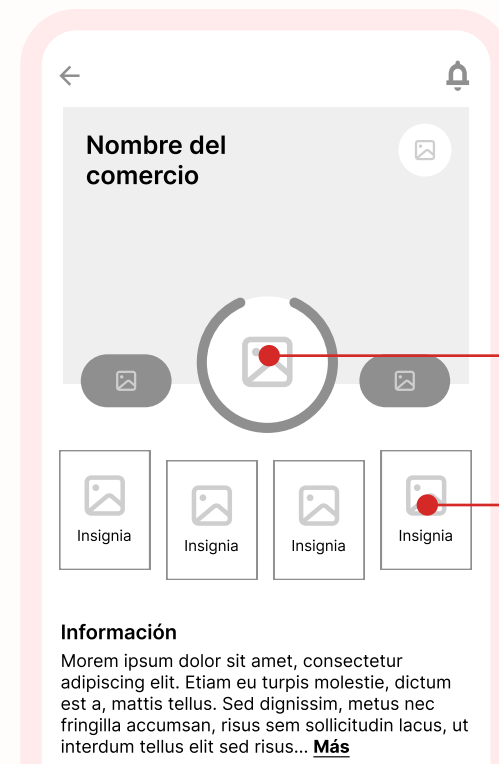 Nombre del
comercio
Insignia
Insignia
Insignia
Insignia
Información
Morem ipsum dolor sit amet, consectetur
adipiscing elit. Etiam eu turpis molestie, dictum
est a, mattis tellus. Sed dignissim, metus nec
fringilla accumsan, risus sem sollicitudin lacus, ut
interdum tellus elit sed risus... Más